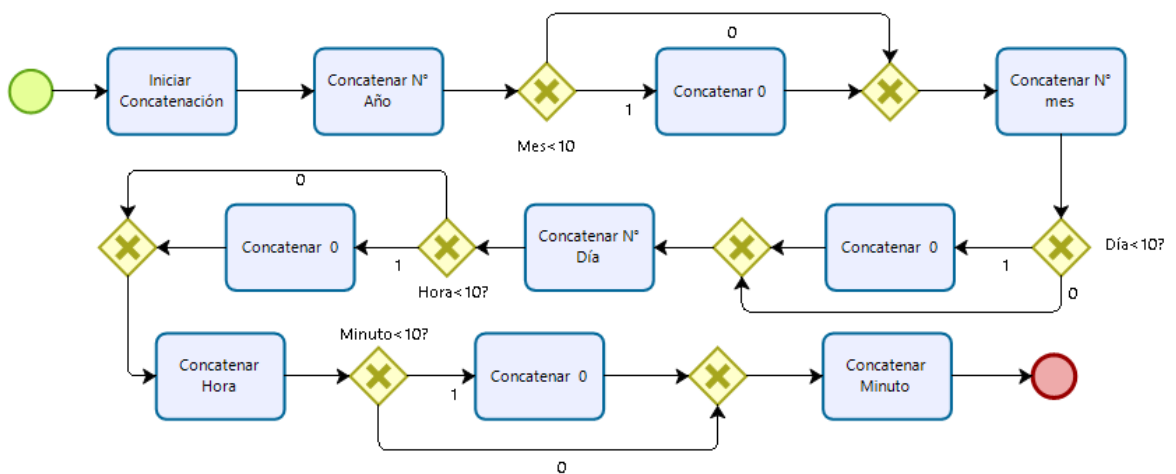 0
Iniciar
Concatenación
Concatenar N°
Año
Concatenar 0
Concatenar N°
mes
1
Mes<10
0
Concatenar 0
Concatenar N°
Día
Concatenar 0
Día<10?
1
1
Hora<10?
0
Minuto<10?
Concatenar
Hora
Concatenar 0
Concatenar
Minuto
1
0